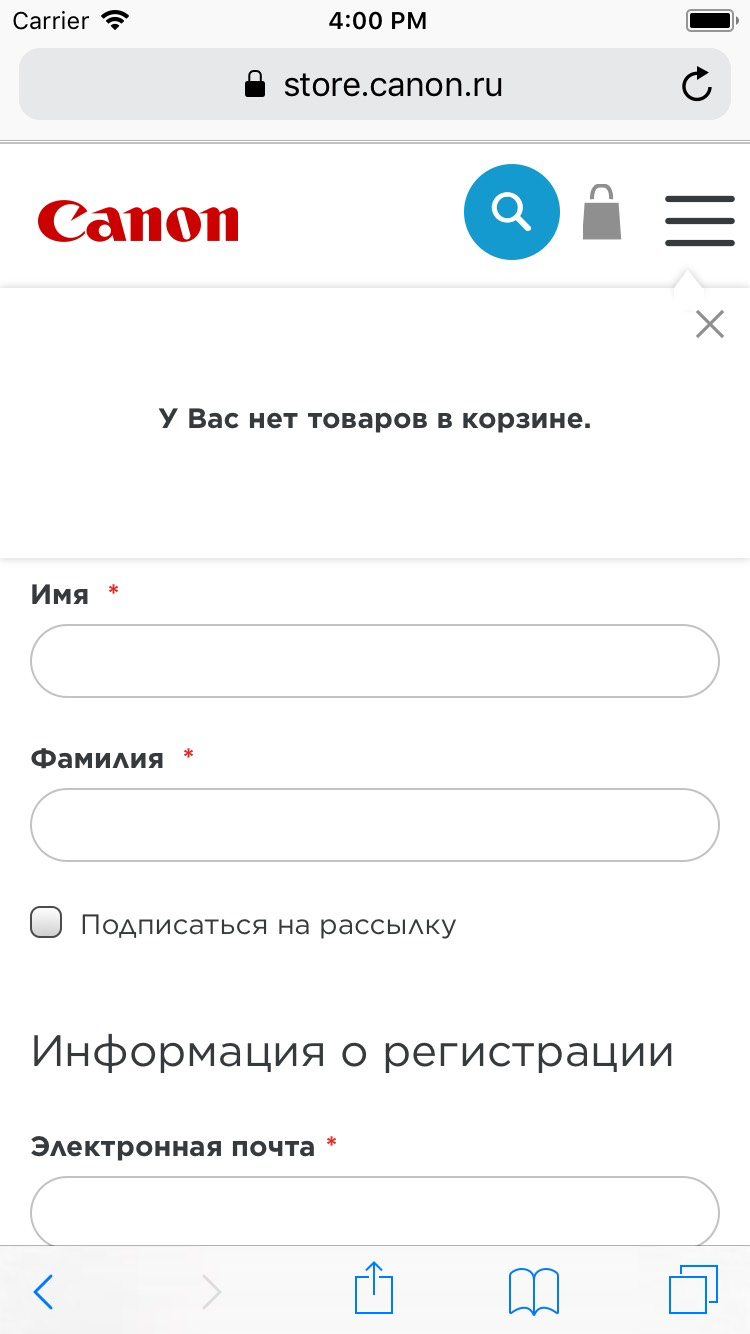 Carrier 4:00 PM
store.canon.ru
Canon
У Вас нет товаров в корзине.
Имя *
Фамилия *
Подписаться на рассылку
Информация о регистрации
Электронная почта *